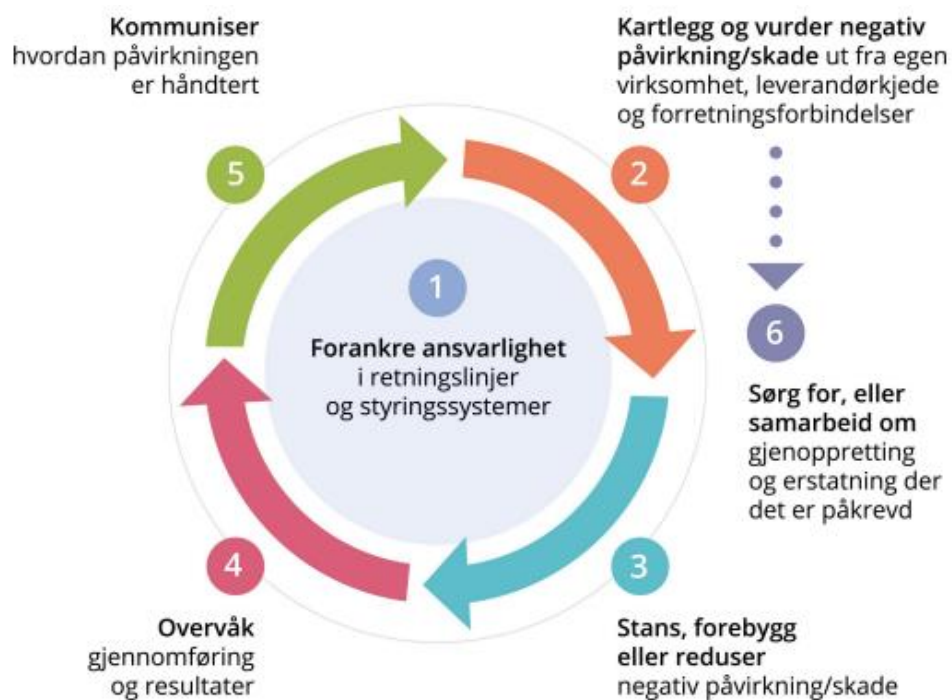 Kommuniser
hvordan påvirkningen
er håndtert
5
Kartlegg og vurder negativ
påvirkning/skade ut fra egen
virksomhet, leverandørkjede
og forretningsforbindelser
2
1
Forankre ansvarlighet
i retningslinjer
og styringssystemer
6
Sørg for, eller
samarbeid om
gjenoppretting
og erstatning der
det er påkrevd
4
Overvåk
gjennomføring
og resultater
3
Stans, forebygg
eller reduser
negativ påvirkning/skade